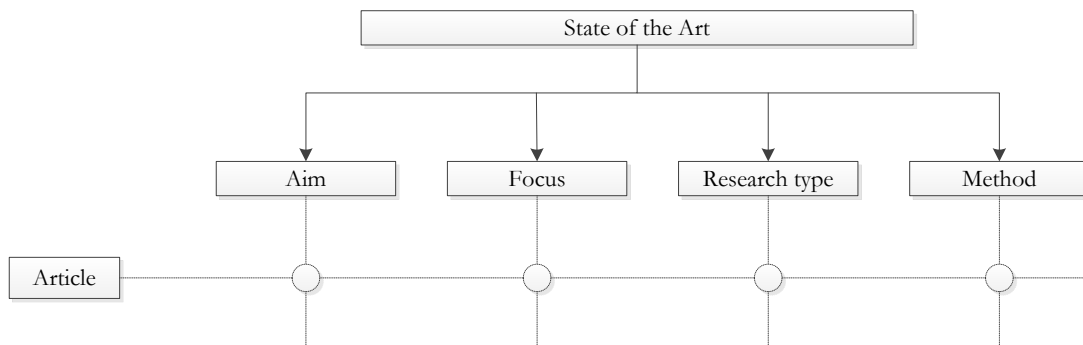 State of the Art
Aim
Focus
Research type
Method
Article